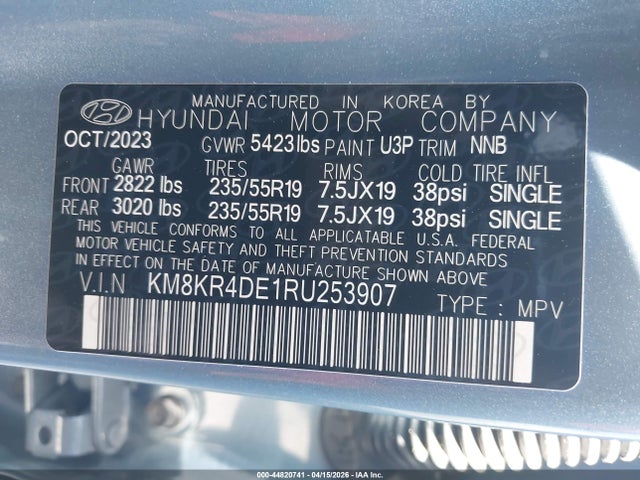 MANUFACTURED IN KOREA BY
HYUNDAI MOTOR COMPANY
OCT/2023 GVWR 5423 lbs PAINT U3P TRIM NNB
GAWR TIRES RIMS COLD TIRE INFL
FRONT 2822 lbs 235/55R19 7.5JX19 38psi SINGLE
REAR 3020 lbs 235/55R19 7.5JX19 38psi SINGLE
THIS VEHICLE CONFORMS TO ALL APPLICABLE U.S.A. FEDERAL
MOTOR VEHICLE SAFETY AND THEFT PREVENTION STANDARDS
IN EFFECT ON THE DATE OF MANUFACTURE SHOWN ABOVE.
V.I.N KM8KR4DE1RU253907 TYPE : MPV
000-44820741 - 04/15/2026 - IAA Inc.